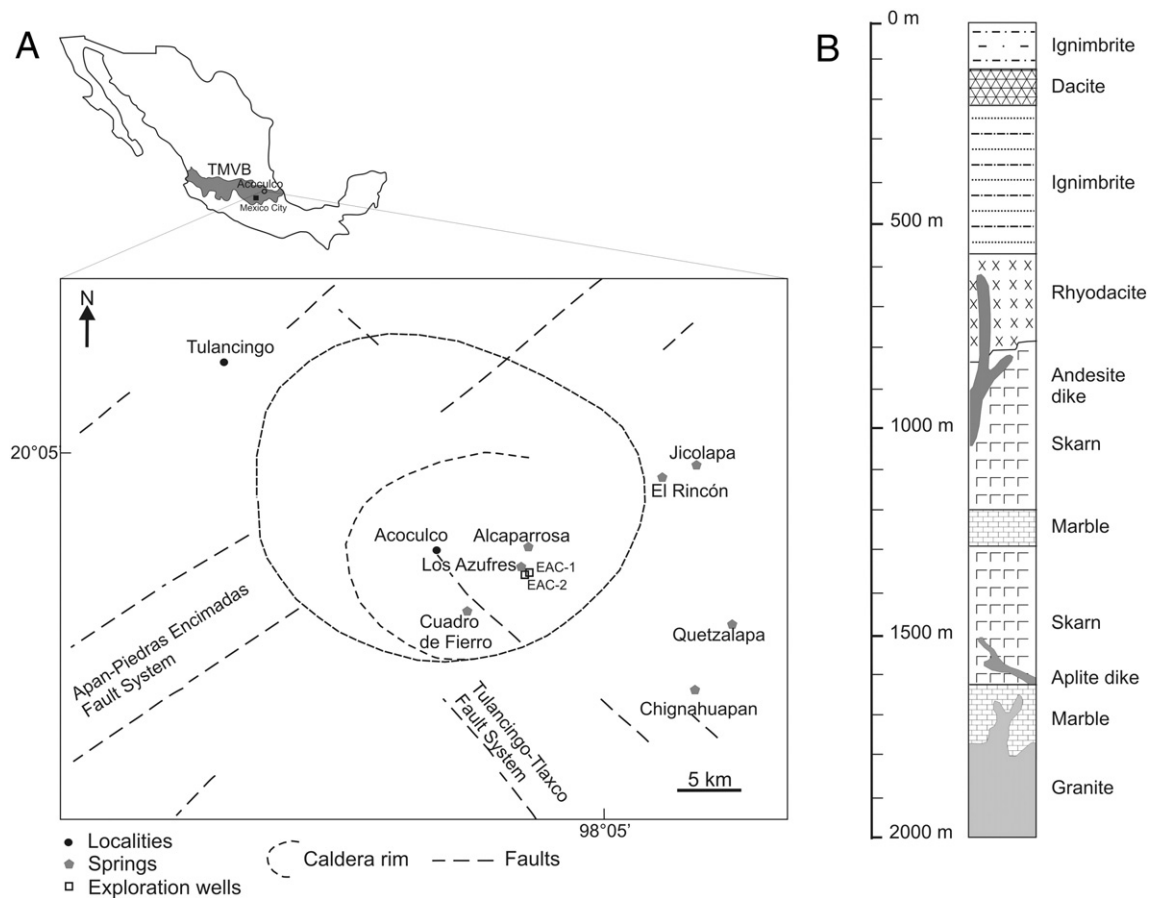 A
TMVB
Acoculco
Mexico City
N
Tulancingo
20°05'
Jicolapa
El Rincón
Acoculco
Alcaparrosa
Los Azufres
EAC-1
EAC-2
Cuadro
de Fierro
Quetzalapa
Chignahuapan
Apan-Piedras Encimadas
Fault System
Tulancingo-Tlaxco
Fault System
5 km
98°05'
Localities
Springs
Exploration wells
Caldera rim
Faults
B
0 m
500 m
1000 m
1500 m
2000 m
Ignimbrite
Dacite
Ignimbrite
Rhyodacite
Andesite
dike
Skarn
Marble
Skarn
Aplite dike
Marble
Granite